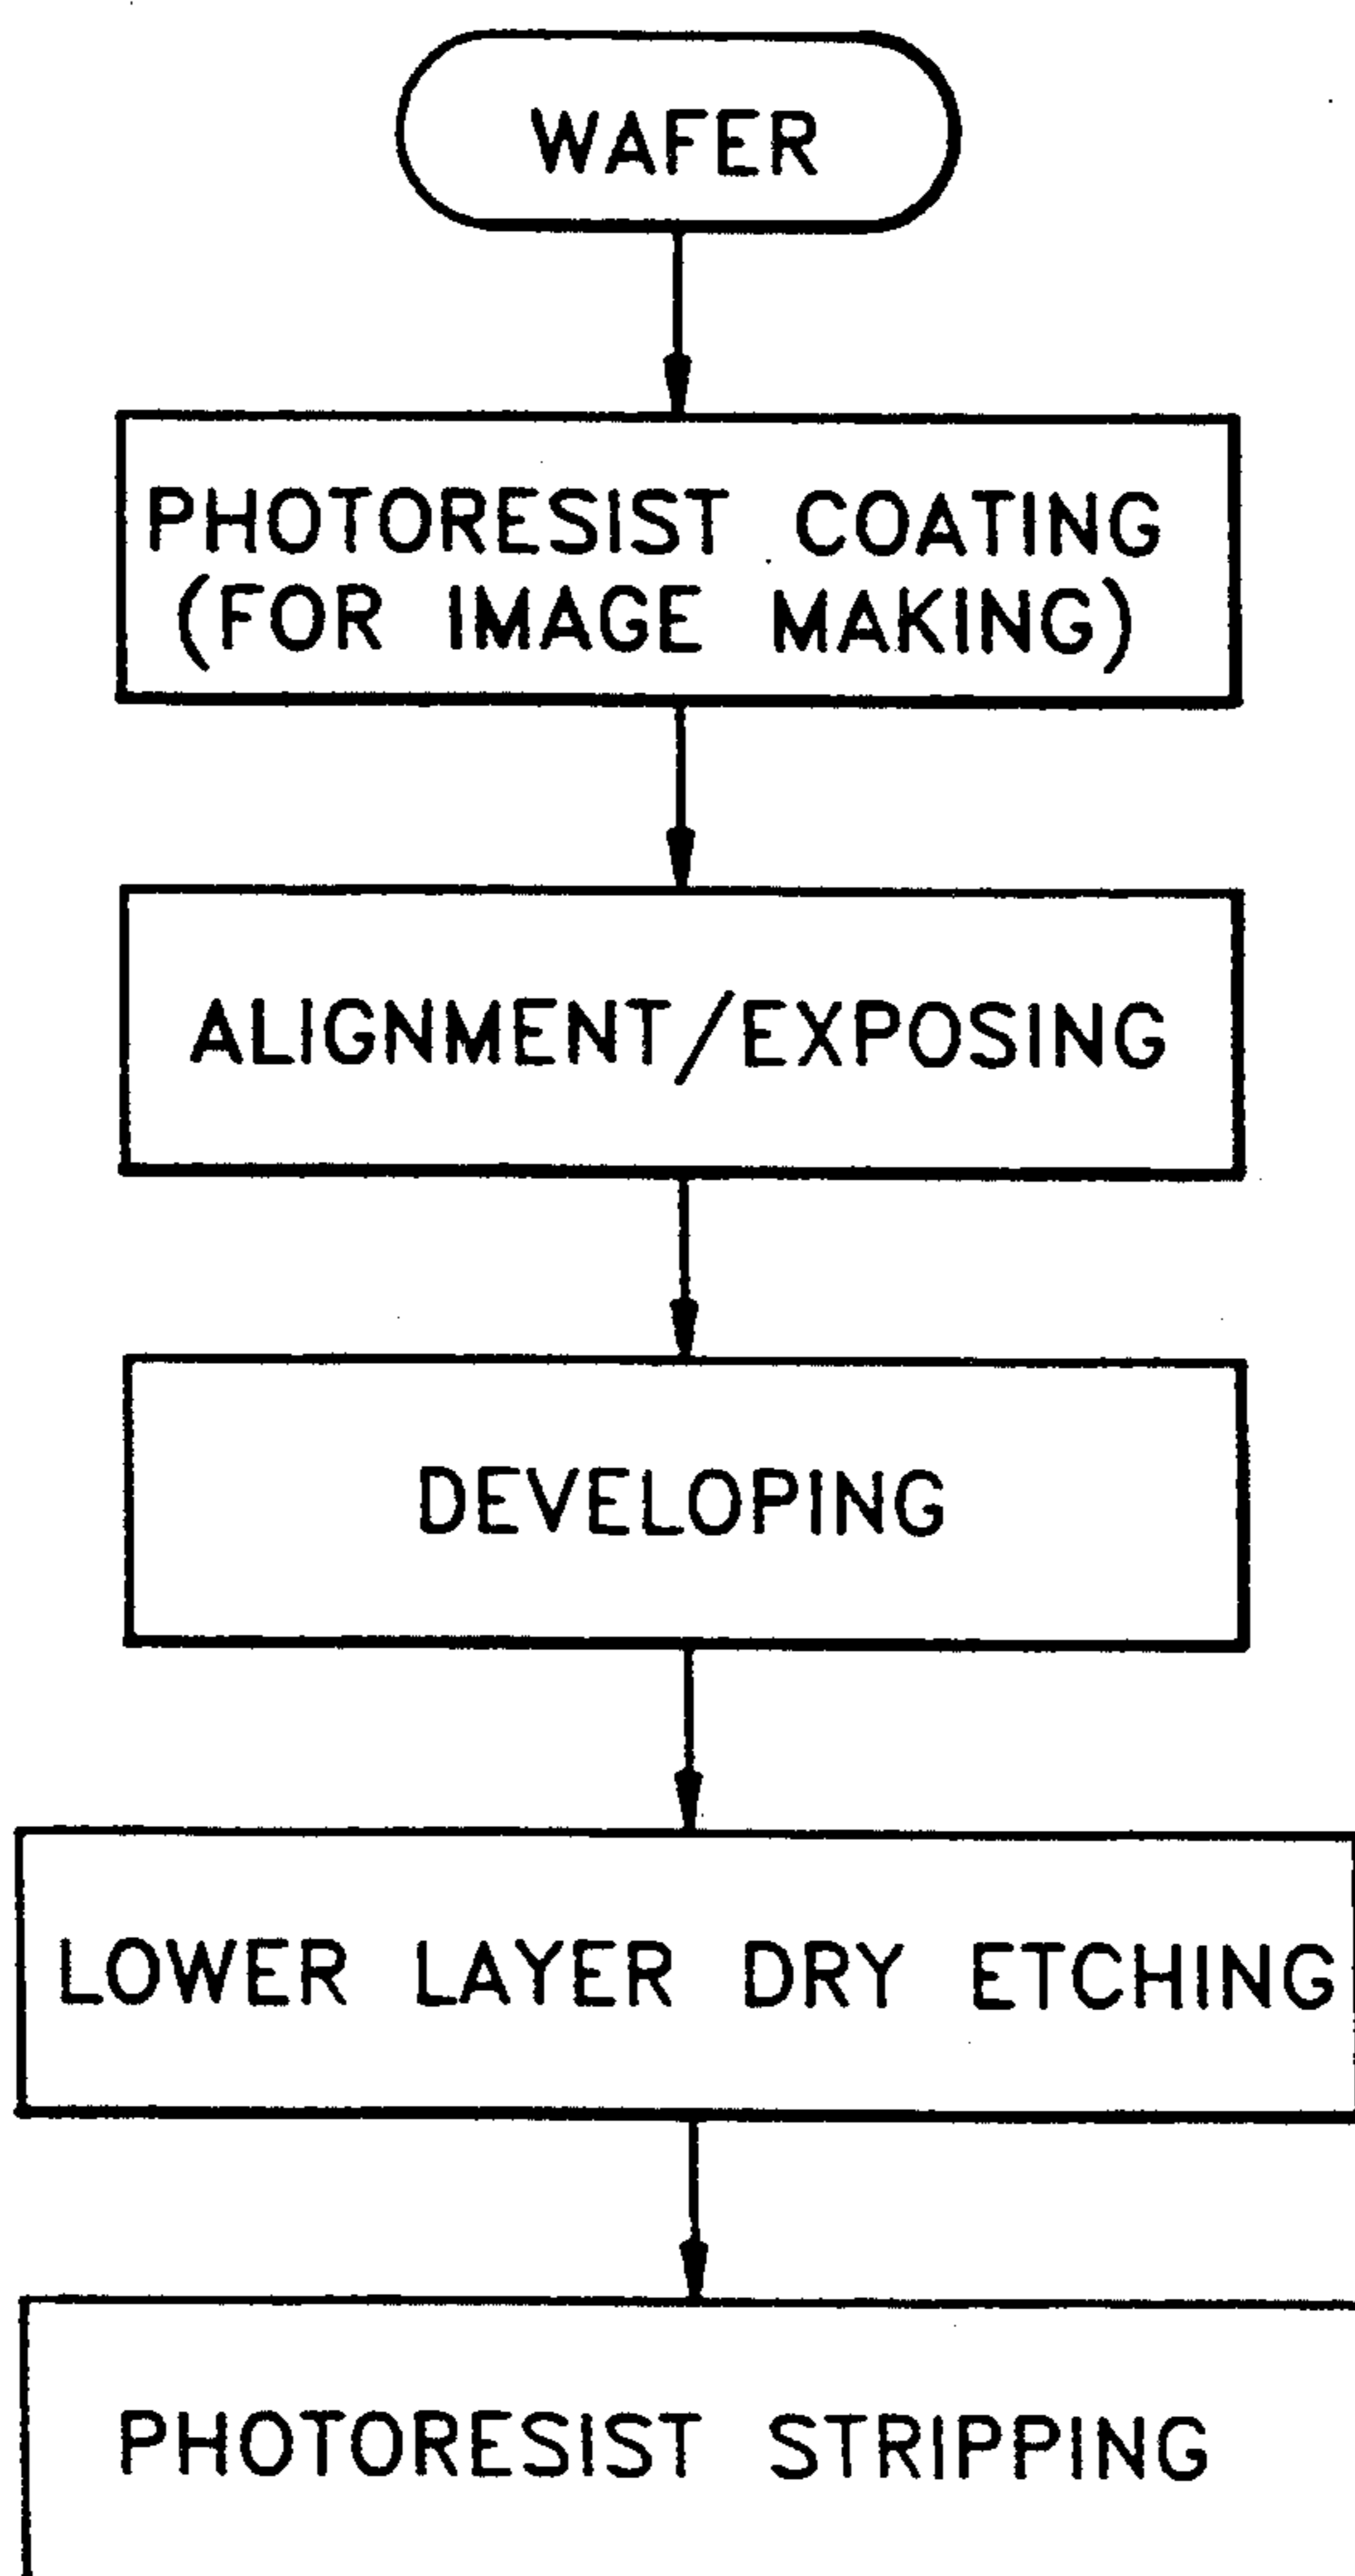 WAFER
PHOTORESIST COATING
(FOR IMAGE MAKING)
ALIGNMENT/EXPOSING
DEVELOPING
LOWER LAYER DRY ETCHING
PHOTORESIST STRIPPING